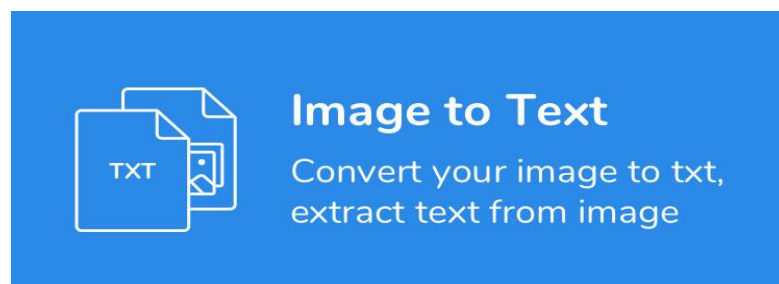 TXT
Image to Text
Convert your image to txt,
extract text from image